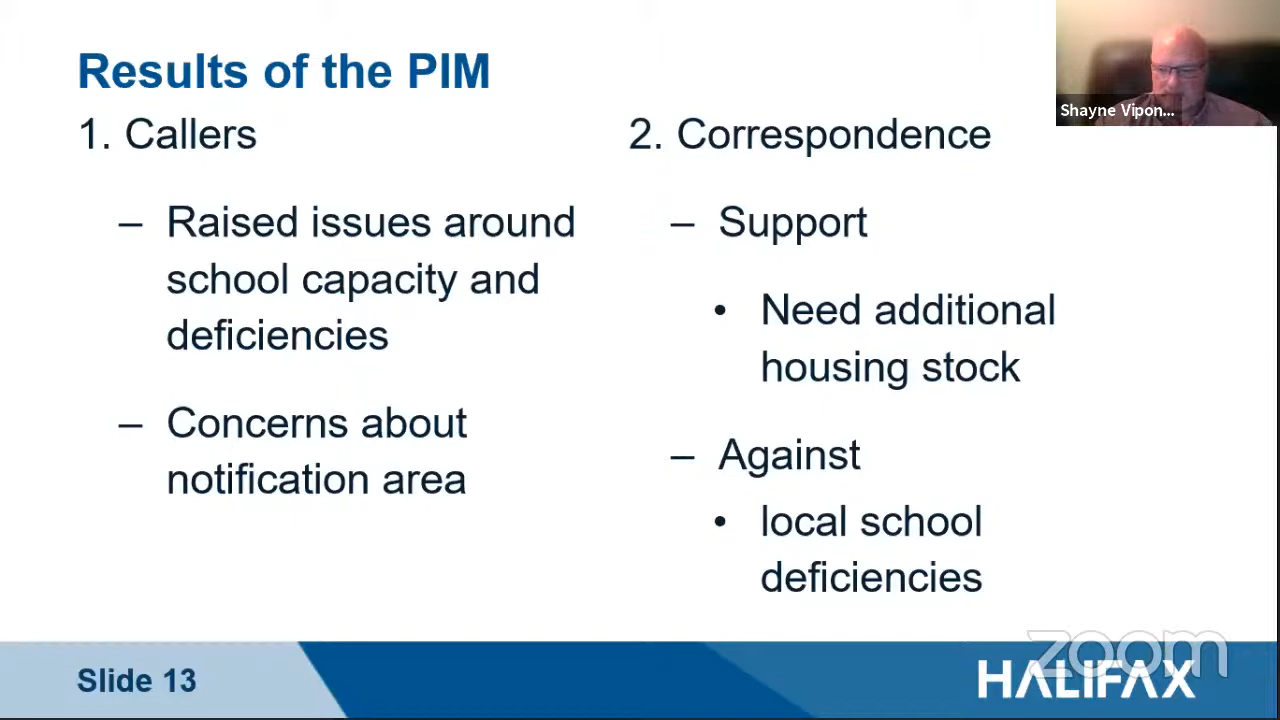 Results of the PIM
1. Callers
– Raised issues around
school capacity and
deficiencies
– Concerns about
notification area
2. Correspondence
– Support
• Need additional
housing stock
– Against
• local school
deficiencies
Shayne Vipon...
Slide 13
zoom
HALIFAX